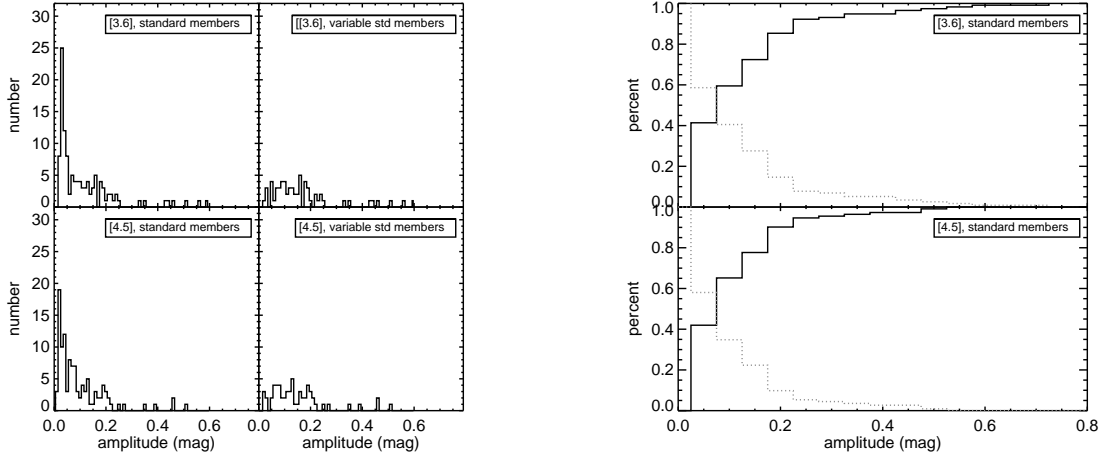 [3.6], standard members
[[3.6], variable std members
number
30
25
20
15
10
5
0
[4.5], standard members
[4.5], variable std members
number
30
25
20
15
10
5
0
0.0 0.2 0.4 0.6 0.0 0.2 0.4 0.6
amplitude (mag) amplitude (mag)
[3.6], standard members
percent
1.0
0.8
0.6
0.4
0.2
0.0
[4.5], standard members
percent
1.0
0.8
0.6
0.4
0.2
0.0
0.0 0.2 0.4 0.6 0.8
amplitude (mag)